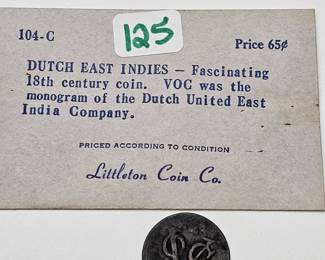 104-C
125
Price 65¢
DUTCH EAST INDIES — Fascinating
18th century coin. VOC was the
monogram of the Dutch United East
India Company.
PRICED ACCORDING TO CONDITION
Littleton Coin Co.